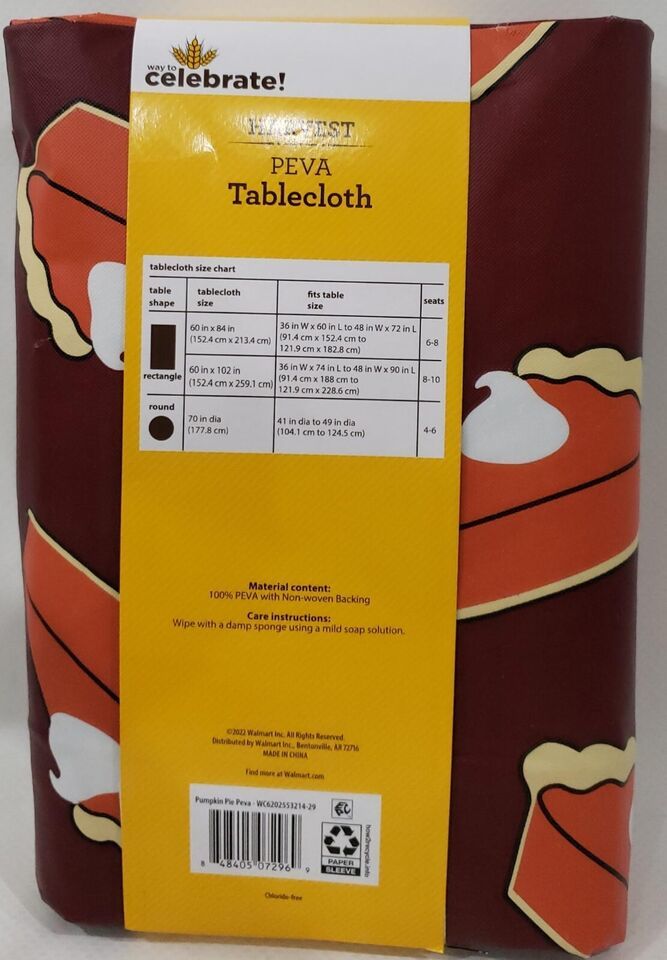 way to
celebrate!
HARVEST
PEVA
Tablecloth
tablecloth size chart
table shape tablecloth size fits table size seats
rectangle
60 in x 84 in (152.4 cm x 213.4 cm) 36 in W x 60 in L to 48 in W x 72 in L (91.4 cm x 152.4 cm to 121.9 cm x 182.8 cm) 6-8
60 in x 102 in (152.4 cm x 259.1 cm) 36 in W x 74 in L to 48 in W x 90 in L (91.4 cm x 188 cm to 121.9 cm x 228.6 cm) 8-10
round
70 in dia (177.8 cm) 41 in dia to 49 in dia (104.1 cm to 124.5 cm) 4-6
Material content:
100% PEVA with Non-woven Backing
Care instructions:
Wipe with a damp sponge using a mild soap solution.
©2022 Walmart Inc. All Rights Reserved.
Distributed by Walmart Inc., Bentonville, AR 72716
MADE IN CHINA
Find more at Walmart.com
Pumpkin Pie Peva - WC6202553214-29
8 48405 07296 9
how2recycle.info
PAPER
SLEEVE
Chloride-free